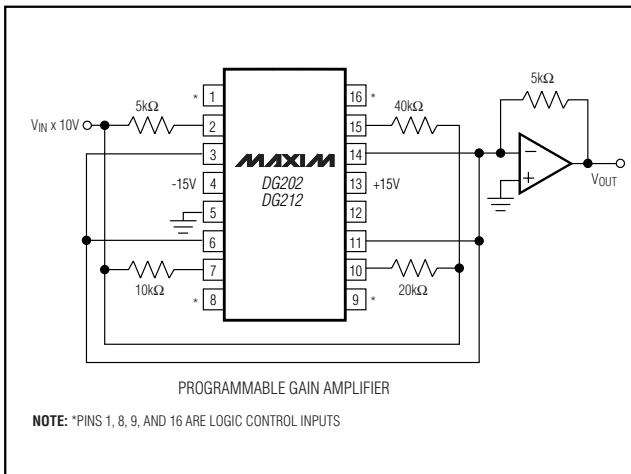 5kΩ
5kΩ
* 1
16 *
40kΩ
VIN x 10V
2
15
3
14
MAXIM
-15V
4
DG202
13
+15V
DG212
VOUT
5
12
6
11
7
10
10kΩ
20kΩ
* 8
9 *
-
+
PROGRAMMABLE GAIN AMPLIFIER
NOTE: *PINS 1, 8, 9, AND 16 ARE LOGIC CONTROL INPUTS